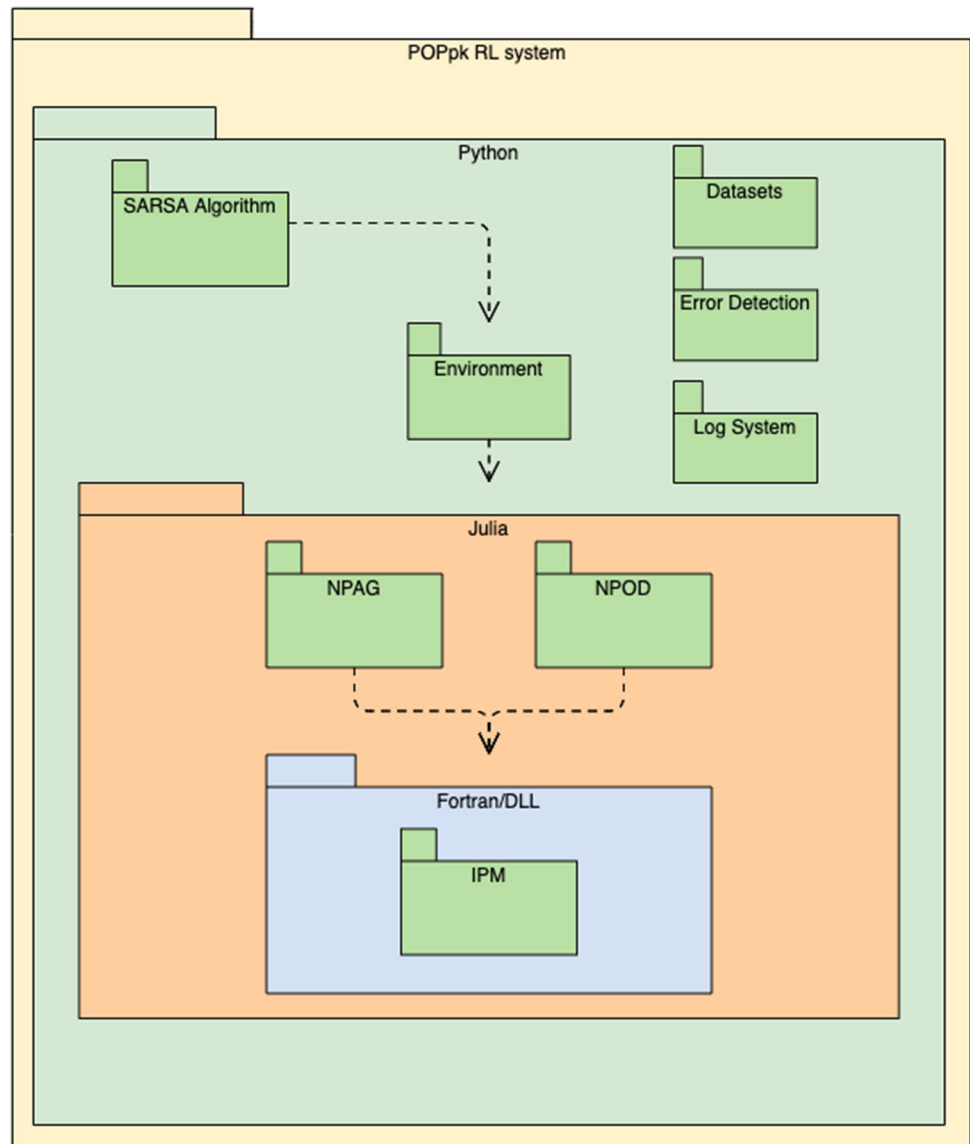 POPpk RL system
Python
SARSA Algorithm
Datasets
Error Detection
Environment
Log System
Julia
NPAG
NPOD
Fortran/DLL
IPM